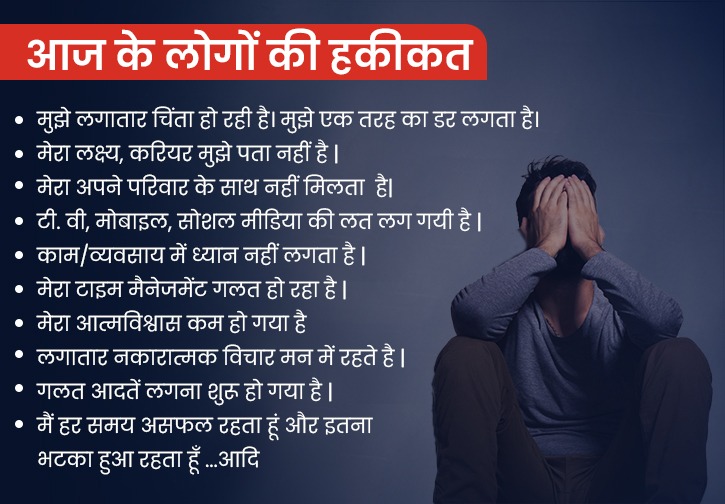 आज के लोगों की हकीकत
• मुझे लगातार चिंता हो रही है। मुझे एक तरह का डर लगता है।
• मेरा लक्ष्य, करियर मुझे पता नहीं है |
• मेरा अपने परिवार के साथ नहीं मिलता है|
• टी. वी, मोबाइल, सोशल मीडिया की लत लग गयी है |
• काम/व्यवसाय में ध्यान नहीं लगता है |
• मेरा टाइम मैनेजमेंट गलत हो रहा है |
• मेरा आत्मविश्वास कम हो गया है
• लगातार नकारात्मक विचार मन में रहते है |
• गलत आदतें लगना शुरू हो गया है |
• मैं हर समय असफल रहता हूं और इतना
भटका हुआ रहता हूँ ...आदि